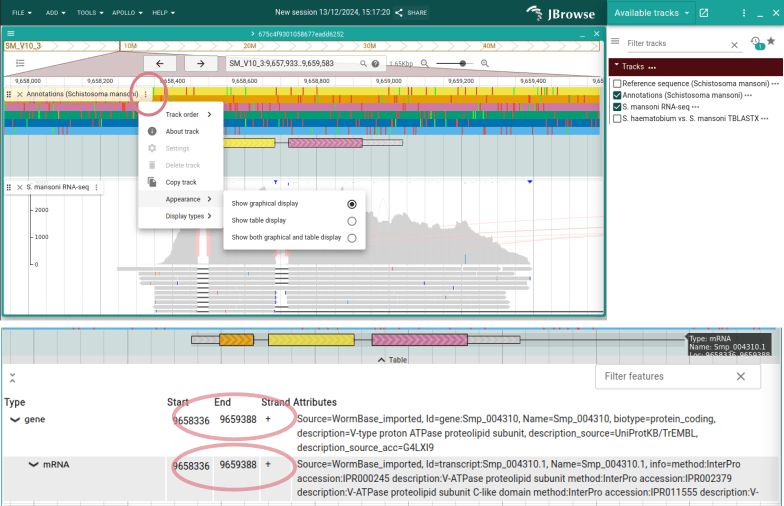 FILE ADD TOOLS APOLLO HELP New session 13/12/2024, 15:17:20 SHARE JBrowse
675c4f9301058677eadd6252
SM_V10_3 10M 20M 30M 40M
SM_V10_3:9,657,933..9,659,583 1.65Kbp
9,658,000 9,658,200 9,658,400 9,658,600 9,658,800 9,659,000 9,659,200 9,659,400 9,65
Annotations (Schistosoma mansoni)
Track order
About track
Settings
Delete track
Copy track
Appearance
Display types
Show graphical display
Show table display
Show both graphical and table display
S. mansoni RNA-seq
2000
1000
0
Available tracks
Filter tracks
1
Tracks
Reference sequence (Schistosoma mansoni)
Annotations (Schistosoma mansoni)
S. mansoni RNA-seq
S. haematobium vs. S. mansoni TBLASTX
Type: mRNA
Name: Smp_004310.1
Loc: 9658336..9659388
Table
Filter features
Type Start End Strand Attributes
gene 9658336 9659388 + Source=WormBase_imported, Id=gene:Smp_004310, Name=Smp_004310, biotype=protein_coding,
description=V-type proton ATPase proteolipid subunit, description_source=UniProtKB/TrEMBL,
description_source_acc=G4LXI9
mRNA 9658336 9659388 + Source=WormBase_imported, Id=transcript:Smp_004310.1, Name=Smp_004310.1, info=method:InterPro
accession:IPR000245 description:V-ATPase proteolipid subunit method:InterPro accession:IPR002379
description:V-ATPase proteolipid subunit C-like domain method:InterPro accession:IPR011555 description:V-